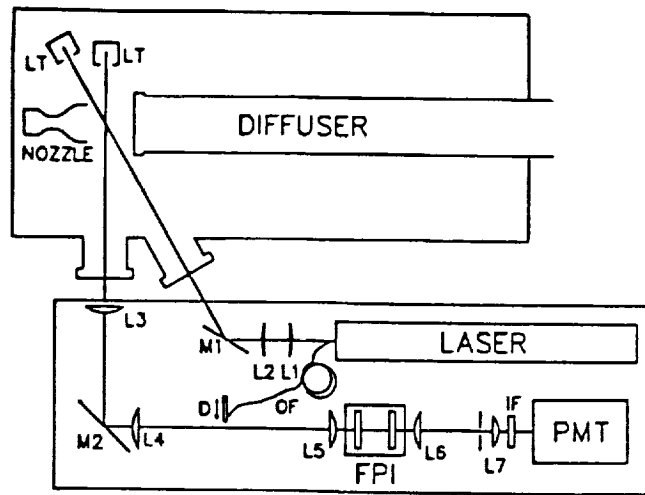 LT
LT
DIFFUSER
NOZZLE
L3
M1
L2
L1
LASER
D
OF
M2
L4
L5
FPI
L6
L7
IF
PMT